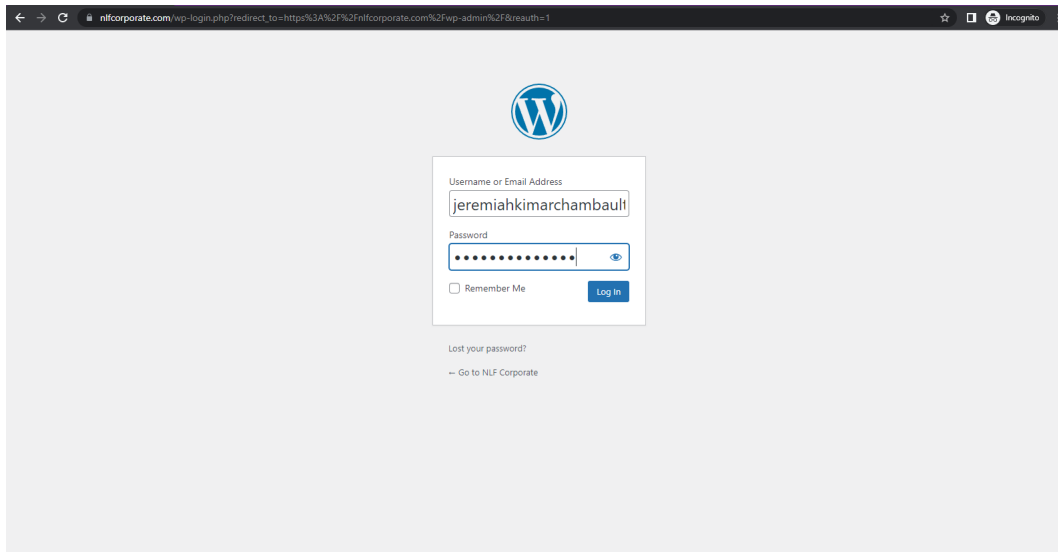 nlfcorporate.com/wp-login.php?redirect_to=https%3A%2F%2Fnlfcorporate.com%2Fwp-admin%2F&reauth=1
Incognito
Username or Email Address
jeremiahkimarchambault
Password
Remember Me
Log In
Lost your password?
← Go to NLF Corporate